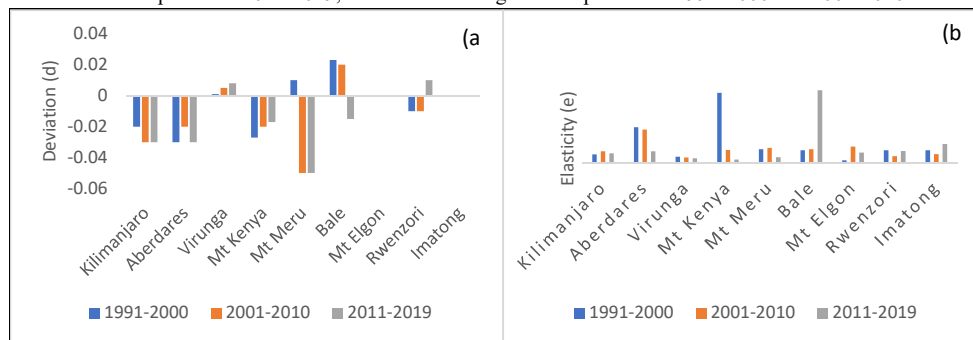 (a
0.04
0.02
0
-0.02
-0.04
-0.06
Deviation (d)
Kilimanjaro
Aberdares
Virunga
Mt Kenya
Mt Meru
Bale
Mt Elgon
Rwenzori
Imatong
1991-2000 2001-2010 2011-2019
(b
Elasticity (e)
Kilimanjaro
Aberdares
Virunga
Mt Kenya
Mt Meru
Bale
Mt Elgon
Rwenzori
Imatong
1991-2000 2001-2010 2011-2019